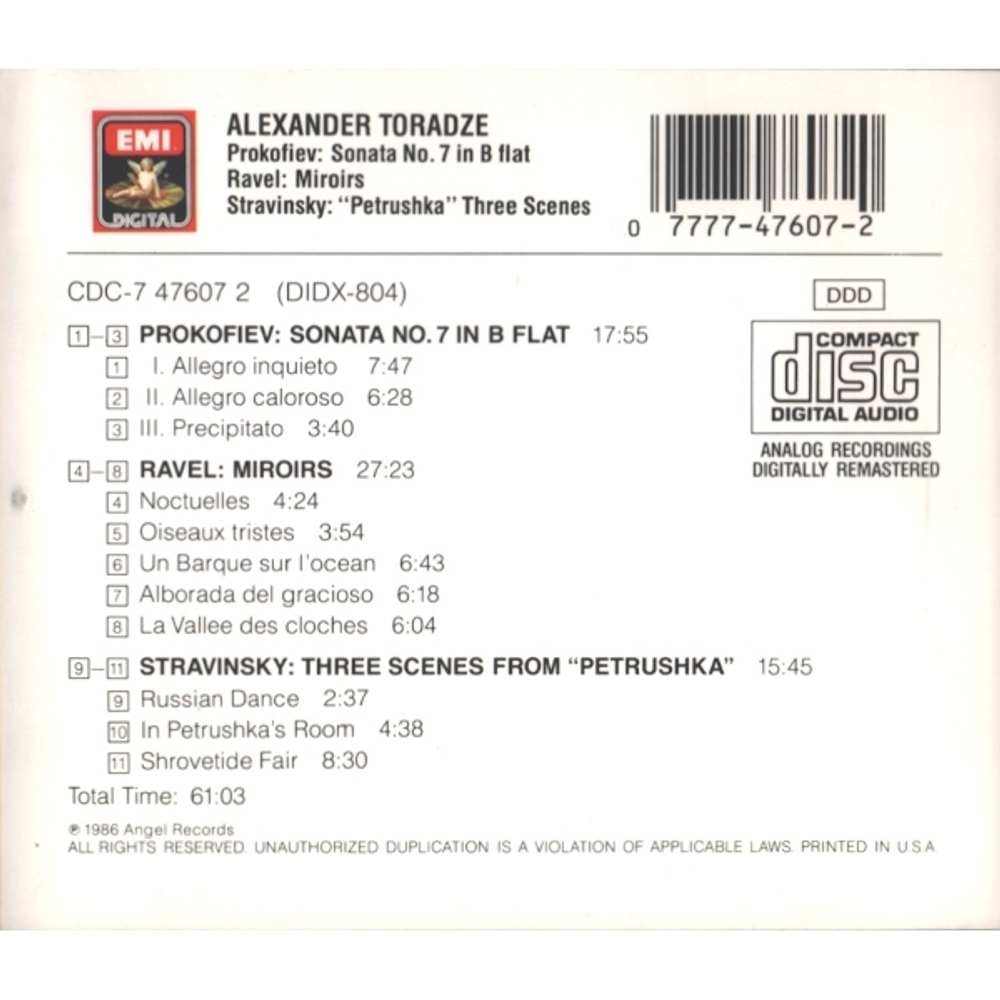 EMI
DIGITAL
ALEXANDER TORADZE
Prokofiev: Sonata No. 7 in B flat
Ravel: Miroirs
Stravinsky: “Petrushka” Three Scenes
0 7777-47607-2
CDC-7 47607 2 (DIDX-804)
DDD
1–3 PROKOFIEV: SONATA NO. 7 IN B FLAT 17:55
1 I. Allegro inquieto 7:47
2 II. Allegro caloroso 6:28
3 III. Precipitato 3:40
COMPACT
disc
DIGITAL AUDIO
ANALOG RECORDINGS
DIGITALLY REMASTERED
4–8 RAVEL: MIROIRS 27:23
4 Noctuelles 4:24
5 Oiseaux tristes 3:54
6 Un Barque sur l'ocean 6:43
7 Alborada del gracioso 6:18
8 La Vallee des cloches 6:04
9–11 STRAVINSKY: THREE SCENES FROM “PETRUSHKA” 15:45
9 Russian Dance 2:37
10 In Petrushka's Room 4:38
11 Shrovetide Fair 8:30
Total Time: 61:03
℗ 1986 Angel Records
ALL RIGHTS RESERVED. UNAUTHORIZED DUPLICATION IS A VIOLATION OF APPLICABLE LAWS. PRINTED IN U.S.A.